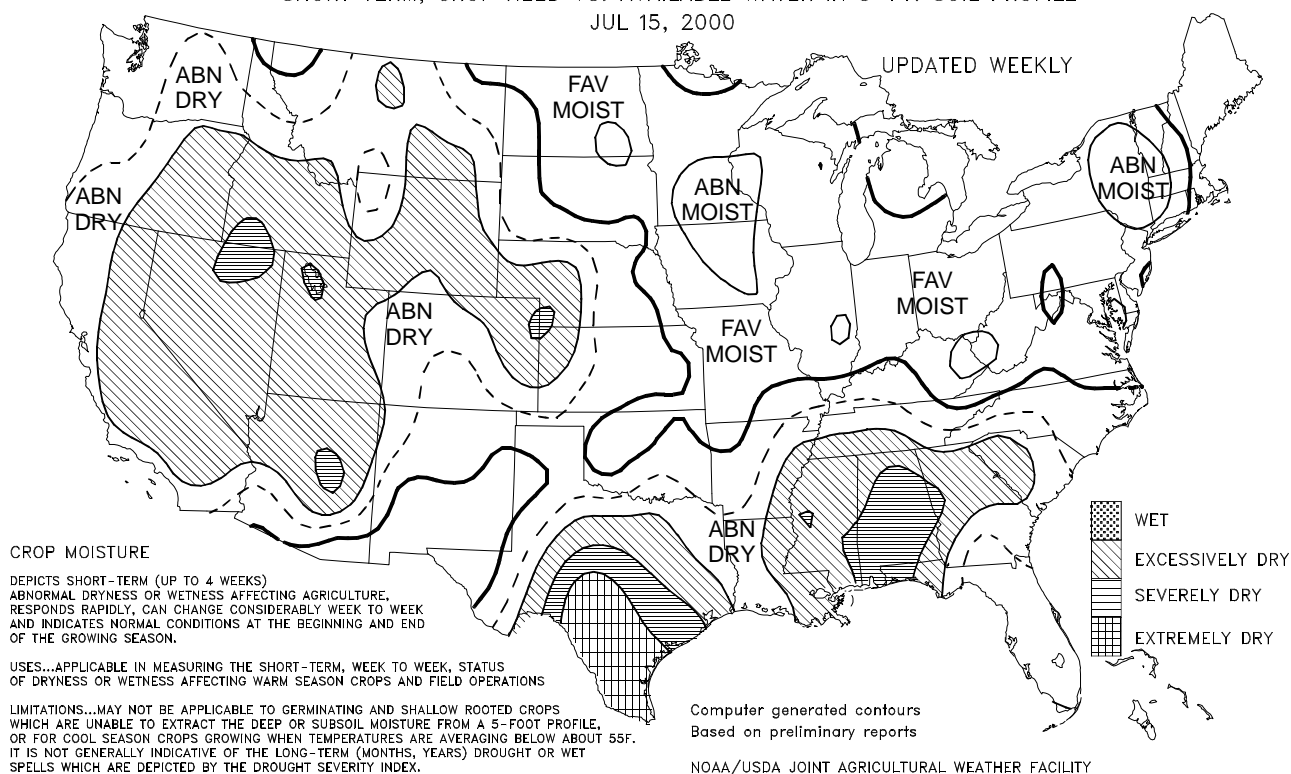 JUL 15, 2000
UPDATED WEEKLY
ABN
DRY
FAV
MOIST
ABN
MOIST
ABN
MOIST
ABN
DRY
FAV
MOIST
ABN
DRY
FAV
MOIST
ABN
DRY
WET
EXCESSIVELY DRY
SEVERELY DRY
EXTREMELY DRY
CROP MOISTURE
DEPICTS SHORT-TERM (UP TO 4 WEEKS)
ABNORMAL DRYNESS OR WETNESS AFFECTING AGRICULTURE,
RESPONDS RAPIDLY, CAN CHANGE CONSIDERABLY WEEK TO WEEK
AND INDICATES NORMAL CONDITIONS AT THE BEGINNING AND END
OF THE GROWING SEASON.
USES...APPLICABLE IN MEASURING THE SHORT-TERM, WEEK TO WEEK, STATUS
OF DRYNESS OR WETNESS AFFECTING WARM SEASON CROPS AND FIELD OPERATIONS
LIMITATIONS...MAY NOT BE APPLICABLE TO GERMINATING AND SHALLOW ROOTED CROPS
WHICH ARE UNABLE TO EXTRACT THE DEEP OR SUBSOIL MOISTURE FROM A 5-FOOT PROFILE,
OR FOR COOL SEASON CROPS GROWING WHEN TEMPERATURES ARE AVERAGING BELOW ABOUT 55F.
IT IS NOT GENERALLY INDICATIVE OF THE LONG-TERM (MONTHS, YEARS) DROUGHT OR WET
SPELLS WHICH ARE DEPICTED BY THE DROUGHT SEVERITY INDEX.
Computer generated contours
Based on preliminary reports
NOAA/USDA JOINT AGRICULTURAL WEATHER FACILITY